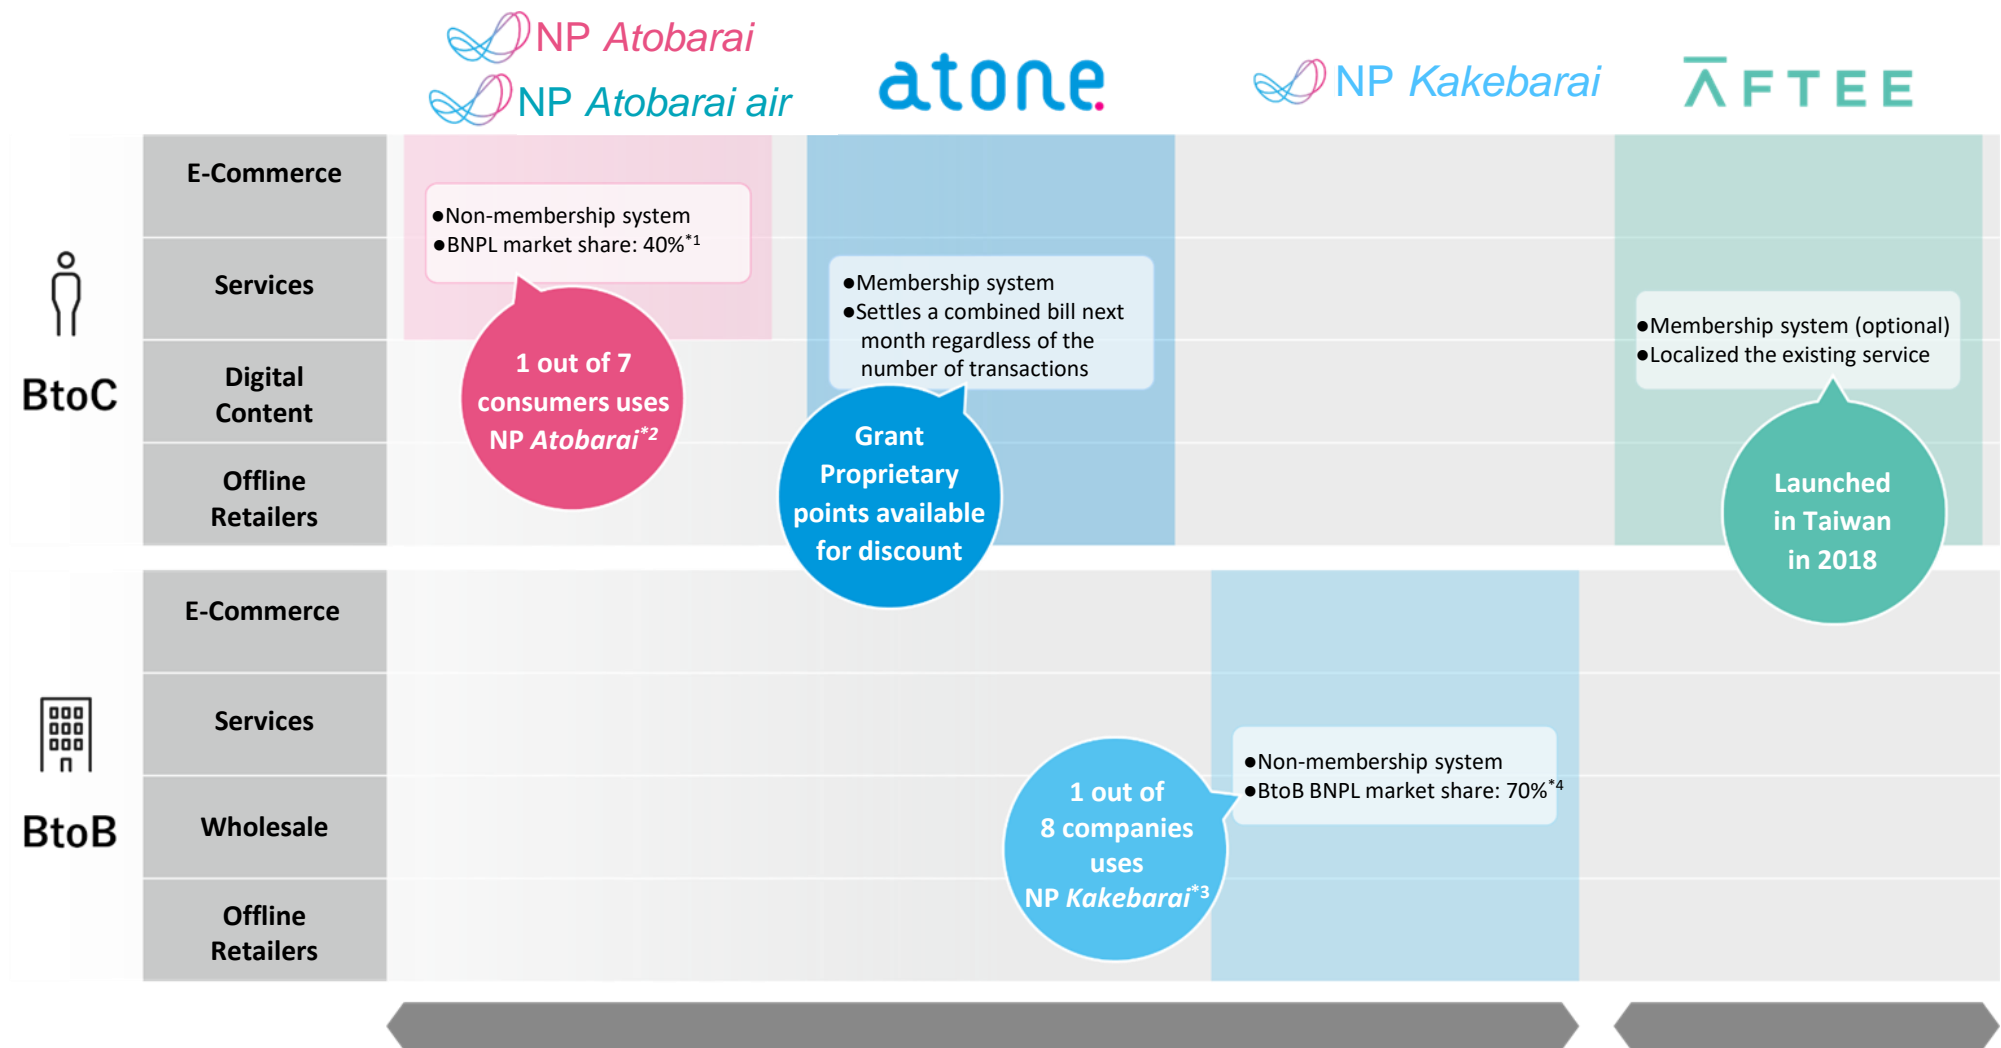 NP Atobarai
NP Atobarai air
atone
NP Kakebarai
AFTEE
BtoC
E-Commerce
Services
Digital
Content
Offline
Retailers
●Non-membership system
●BNPL market share: 40%*1
1 out of 7
consumers uses
NP Atobarai*2
●Membership system
●Settles a combined bill next
month regardless of the
number of transactions
Grant
Proprietary
points available
for discount
●Membership system (optional)
●Localized the existing service
Launched
in Taiwan
in 2018
BtoB
E-Commerce
Services
Wholesale
Offline
Retailers
1 out of
8 companies
uses
NP Kakebarai*3
●Non-membership system
●BtoB BNPL market share: 70%*4